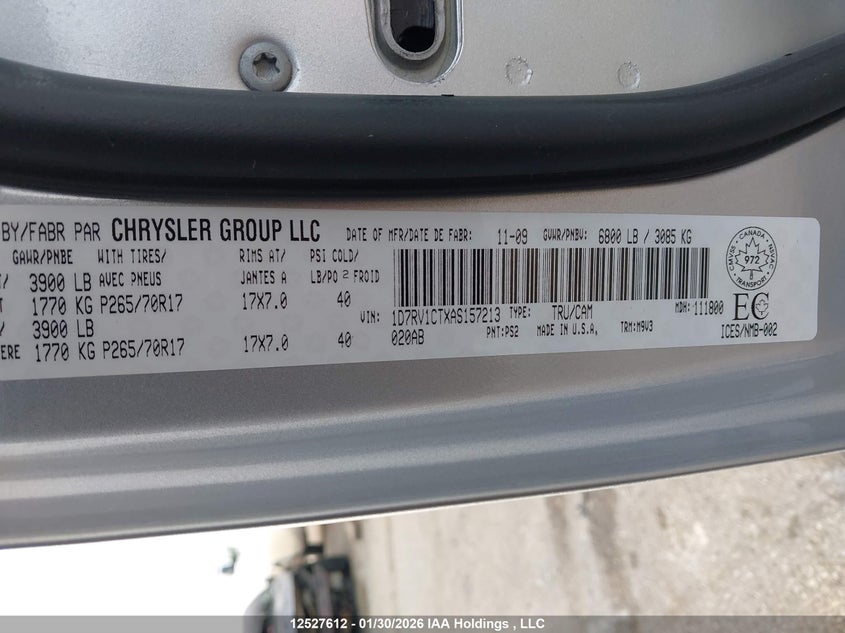 BY/FABR PAR CHRYSLER GROUP LLC DATE OF MFR/DATE DE FABR: 11-09 GVWR/PNBV: 6800 LB / 3085 KG
GAWR/PNBE WITH TIRES/ RIMS AT/ PSI COLD/
3900 LB AVEC PNEUS JANTES A LB/PO 2 FROID
1770 KG P265/70R17 17X7.0 40
VIN: 1D7RV1CTXAS157213 TYPE: TRU/CAM MDH: 111800
3900 LB
020AB PNT: PS2 MADE IN U.S.A. TRM: M9V3
ERE 1770 KG P265/70R17 17X7.0 40
CANADA
CMVSS NSVAC
972
TRANSPORT
EC
ICES/NMB-002
12527612 - 01/30/2026 IAA Holdings , LLC